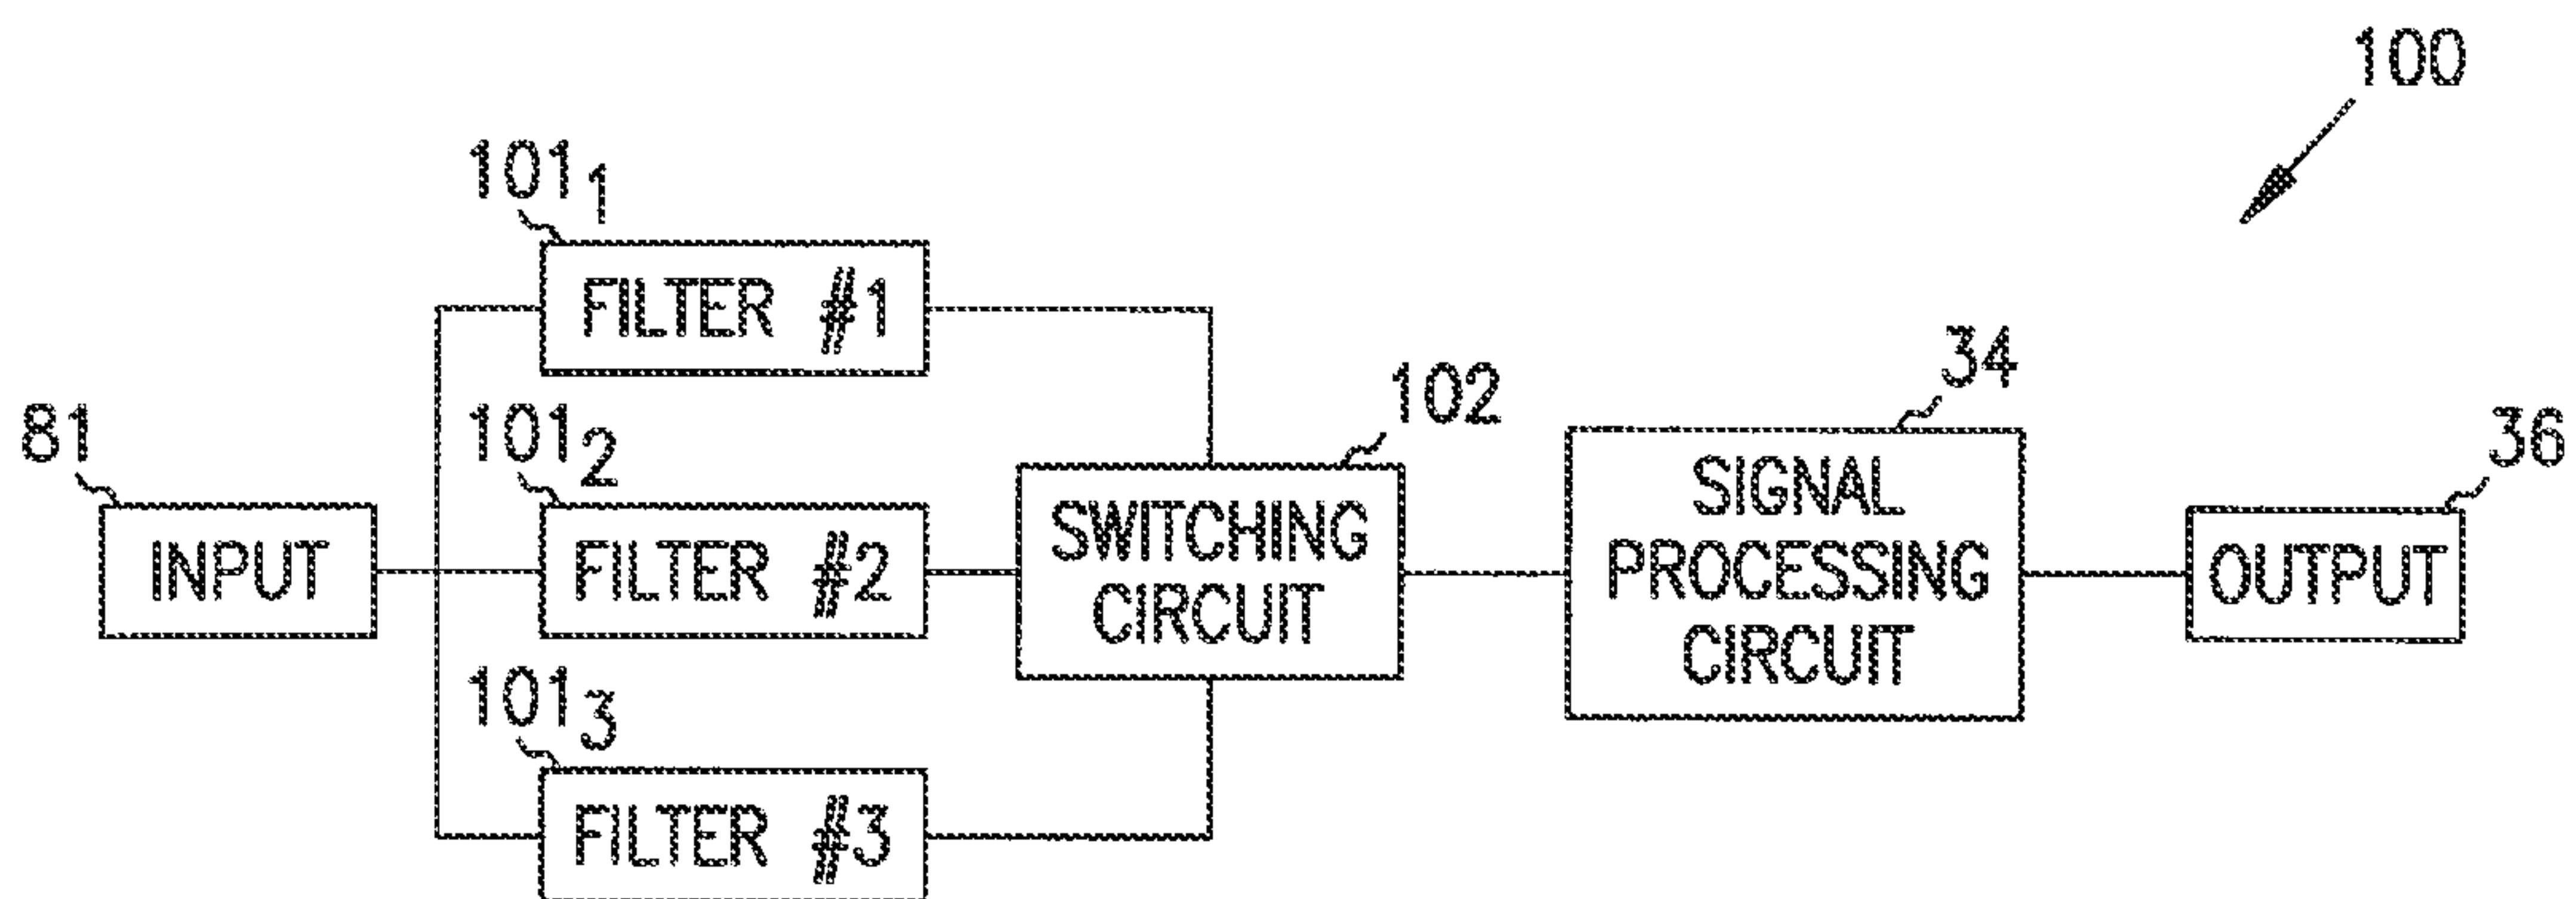 100
101₁
FILTER #1
34
102
36
81
101₂
SIGNAL
PROCESSING
CIRCUIT
SWITCHING
CIRCUIT
INPUT
FILTER #2
OUTPUT
101₃
FILTER #3